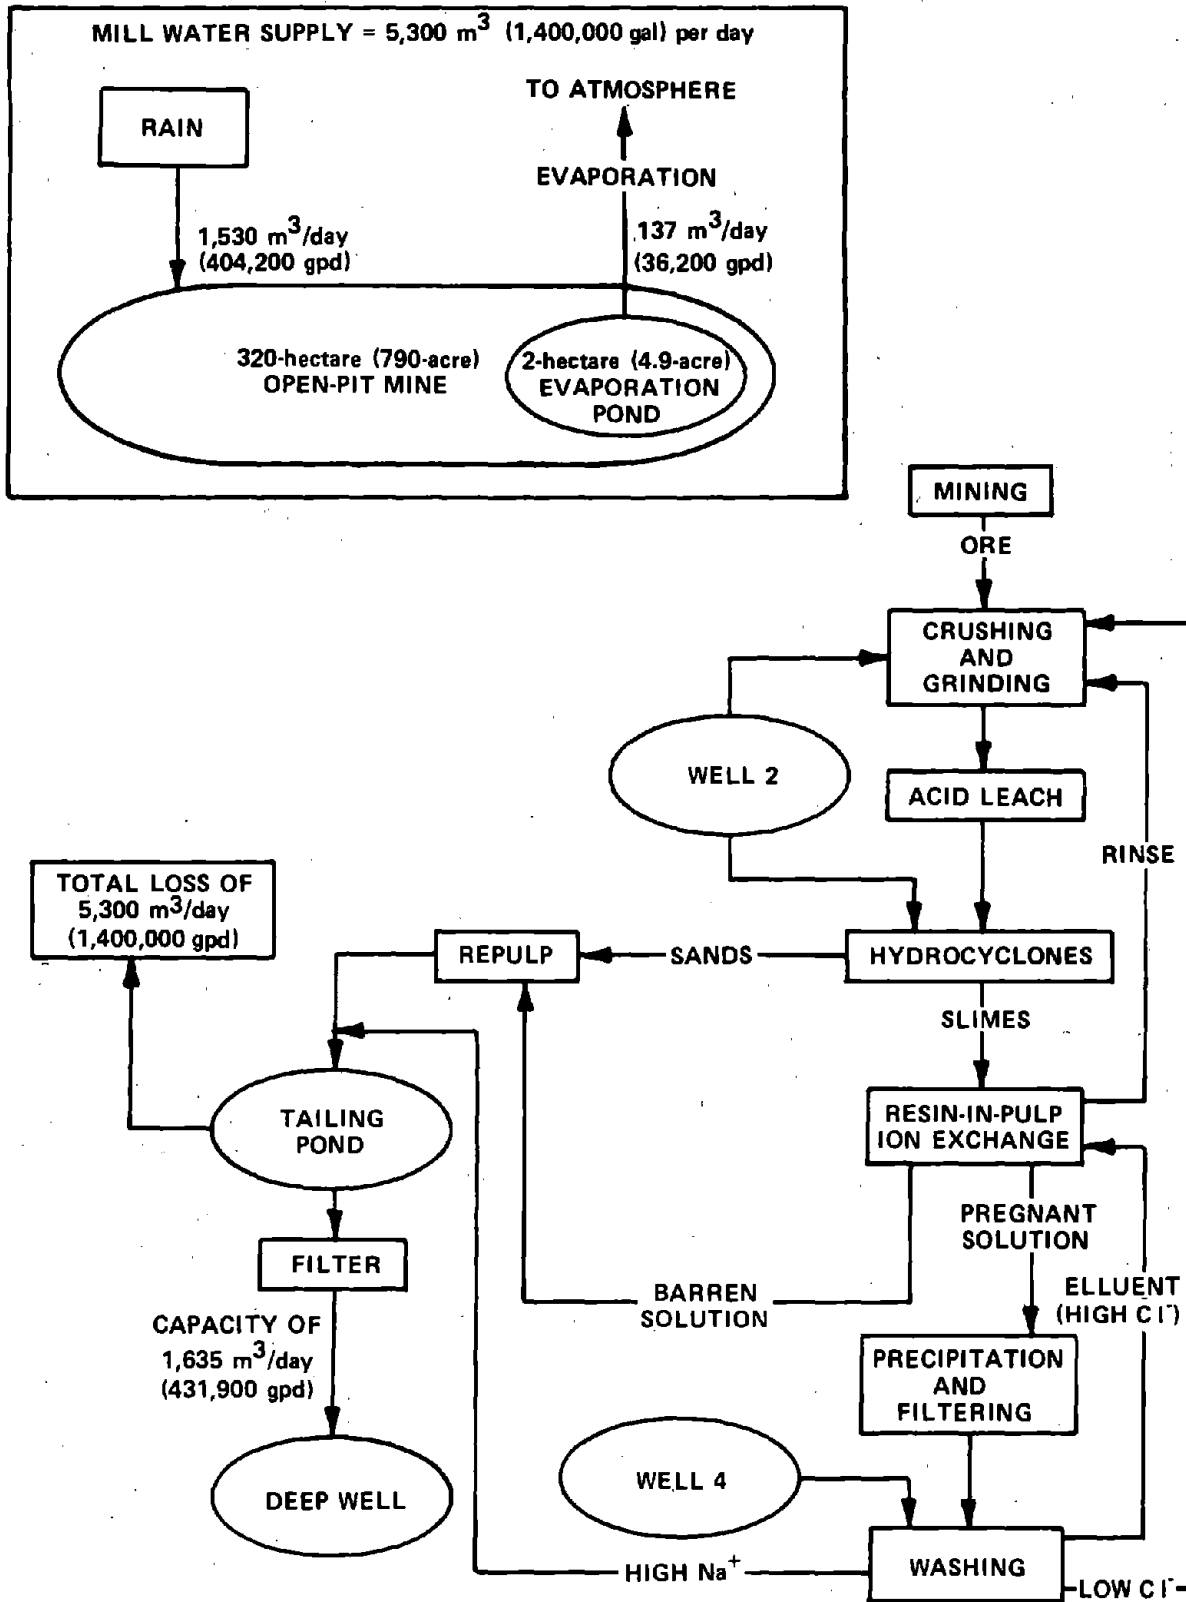 MILL WATER SUPPLY = 5,300 m³ (1,400,000 gal) per day
TO ATMOSPHERE
RAIN
EVAPORATION
1,530 m³/day
(404,200 gpd)
137 m³/day
(36,200 gpd)
320-hectare (790-acre)
OPEN-PIT MINE
2-hectare (4.9-acre)
EVAPORATION
POND
MINING
ORE
CRUSHING
AND
GRINDING
WELL 2
ACID LEACH
RINSE
TOTAL LOSS OF
5,300 m³/day
(1,400,000 gpd)
REPULP
SANDS
HYDROCYCLONES
SLIMES
TAILING
POND
RESIN-IN-PULP
ION EXCHANGE
PREGNANT
SOLUTION
FILTER
BARREN
SOLUTION
ELLUENT
(HIGH Cl⁻)
CAPACITY OF
1,635 m³/day
(431,900 gpd)
PRECIPITATION
AND
FILTERING
DEEP WELL
WELL 4
WASHING
HIGH Na⁺
LOW Cl⁻